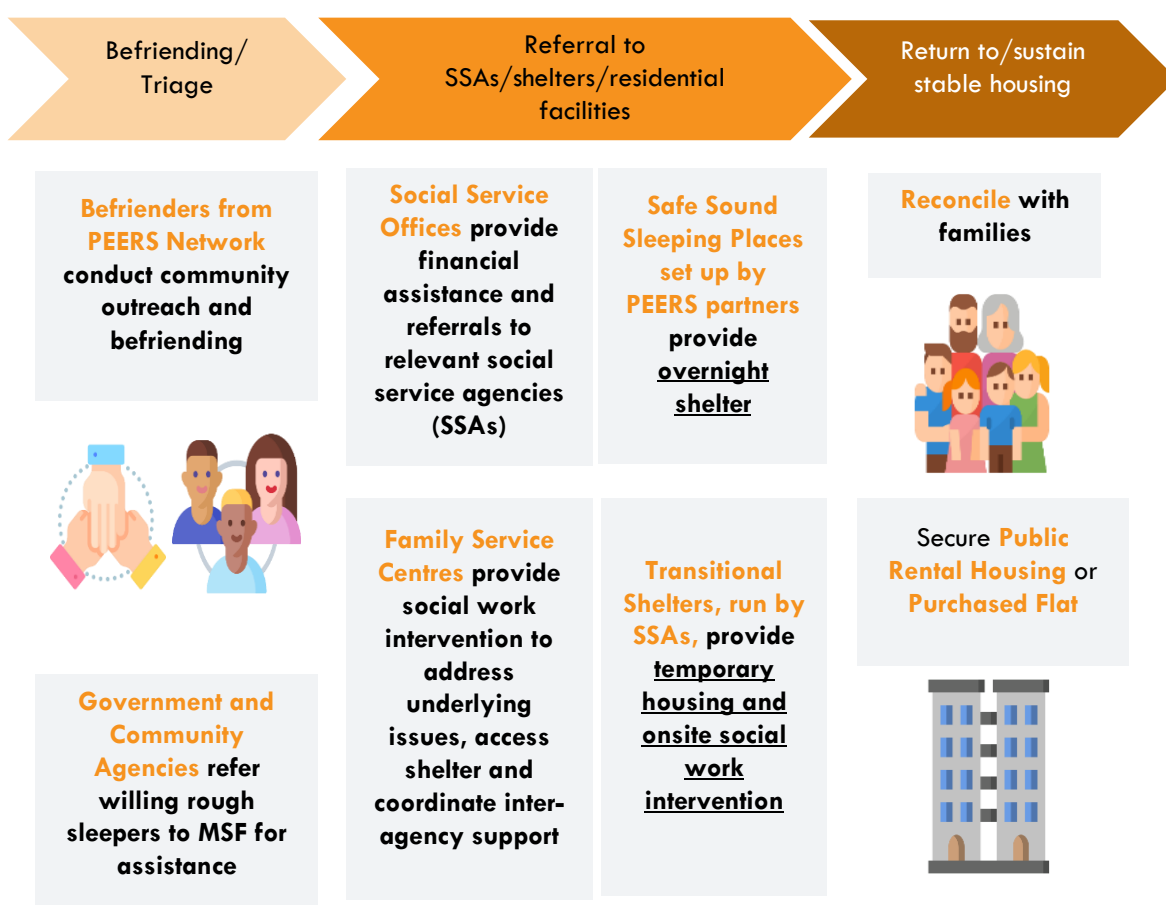 Befriending/
Triage
Referral to
SSAs/shelters/residential
facilities
Return to/sustain
stable housing
Befrienders from
PEERS Network
conduct community
outreach and
befriending
Government and
Community
Agencies refer
willing rough
sleepers to MSF for
assistance
Social Service
Offices provide
financial
assistance and
referrals to
relevant social
service agencies
(SSAs)
Family Service
Centres provide
social work
intervention to
address
underlying
issues, access
shelter and
coordinate inter-
agency support
Safe Sound
Sleeping Places
set up by
PEERS partners
provide
overnight
shelter
Transitional
Shelters, run by
SSAs, provide
temporary
housing and
onsite social
work
intervention
Reconcile with
families
Secure Public
Rental Housing or
Purchased Flat